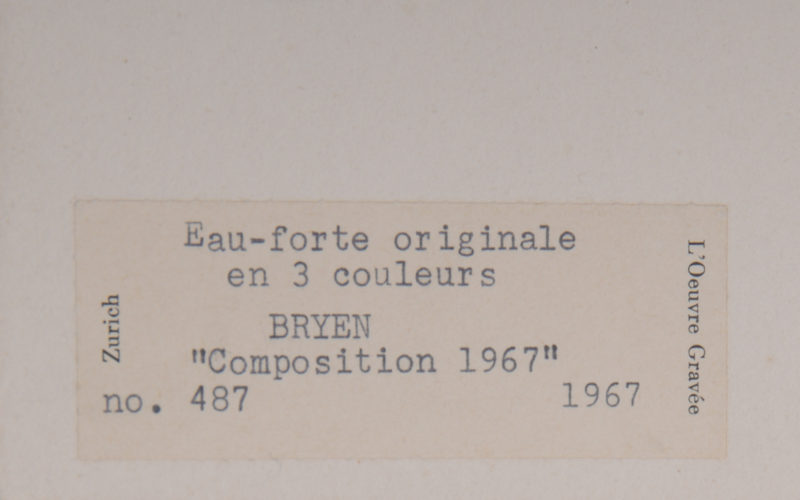 Eau-forte originale
en 3 couleurs
BRYEN
"Composition 1967"
no. 487 1967
Zurich
L'Oeuvre Gravée